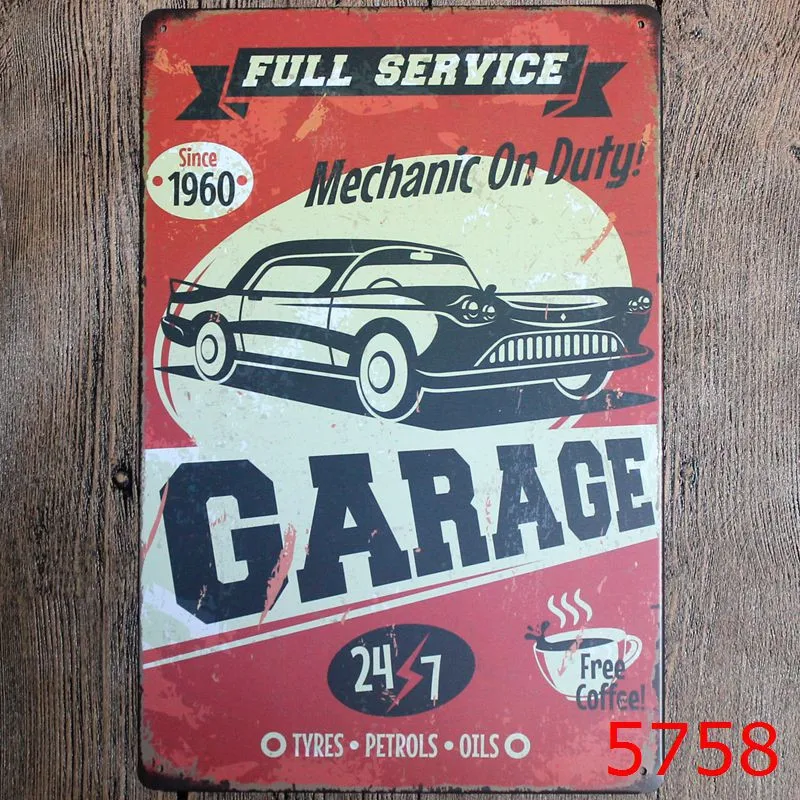 FULL SERVICE
Since
1960
Mechanic On Duty!
GARAGE
24 7
Free
Coffee!
TYRES • PETROLS • OILS
5758